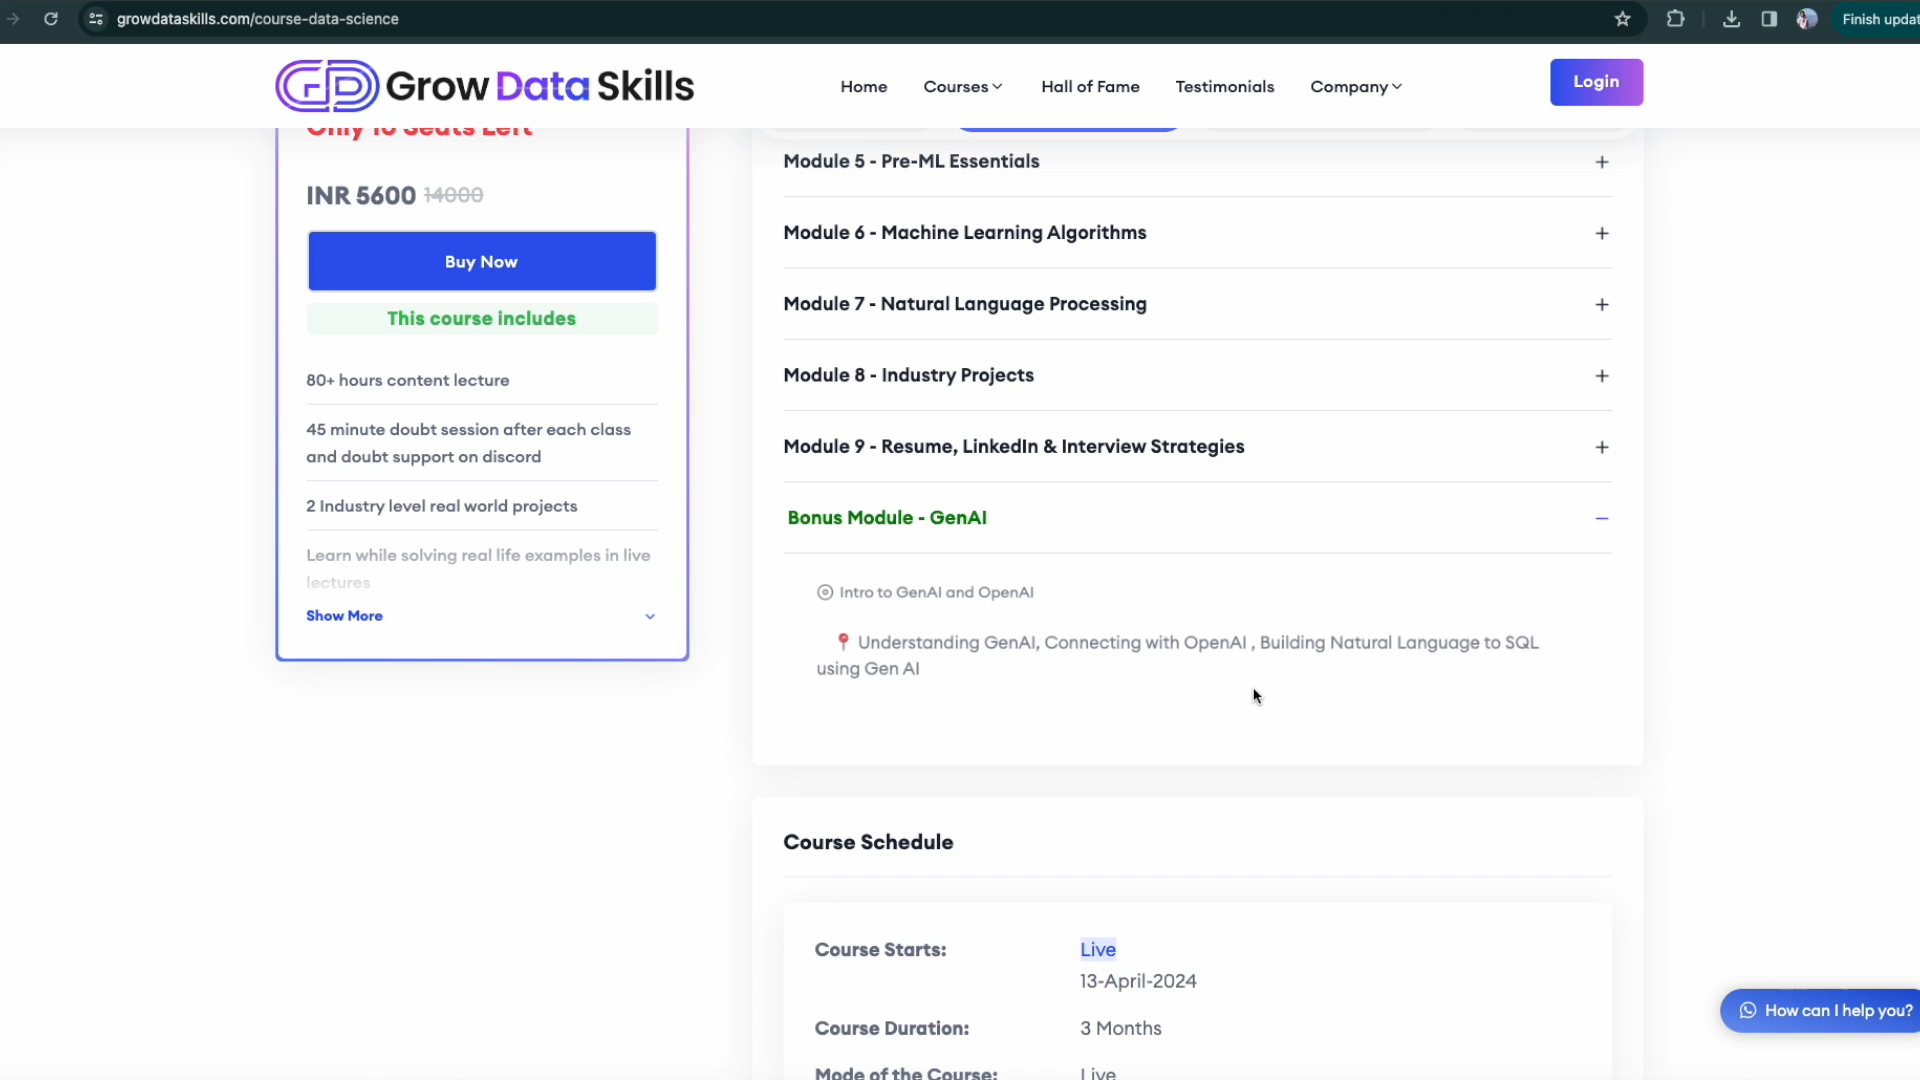 growdataskills.com/course-data-science
Grow Data Skills
Home
Courses
Hall of Fame
Testimonials
Company
Login
Only 10 Seats Left
INR 5600 14000
Buy Now
This course includes
80+ hours content lecture
45 minute doubt session after each class
and doubt support on discord
2 Industry level real world projects
Learn while solving real life examples in live
lectures
Show More
Module 5 - Pre-ML Essentials
Module 6 - Machine Learning Algorithms
Module 7 - Natural Language Processing
Module 8 - Industry Projects
Module 9 - Resume, LinkedIn & Interview Strategies
Bonus Module - GenAI
Intro to GenAI and OpenAI
📍 Understanding GenAI, Connecting with OpenAI , Building Natural Language to SQL
using Gen AI
Course Schedule
Course Starts: Live
13-April-2024
Course Duration: 3 Months
Mode of the Course: Live
How can I help you?
Finish updat